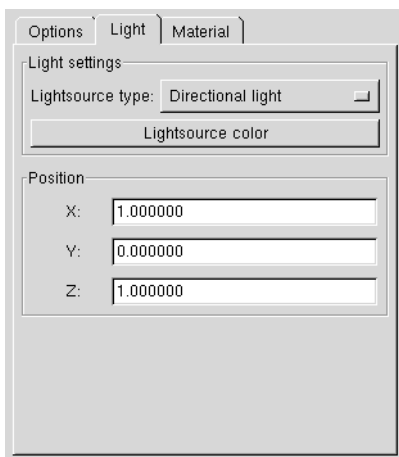 Options Light Material
Light settings
Lightsource type: Directional light
Lightsource color
Position
X: 1.000000
Y: 0.000000
Z: 1.000000